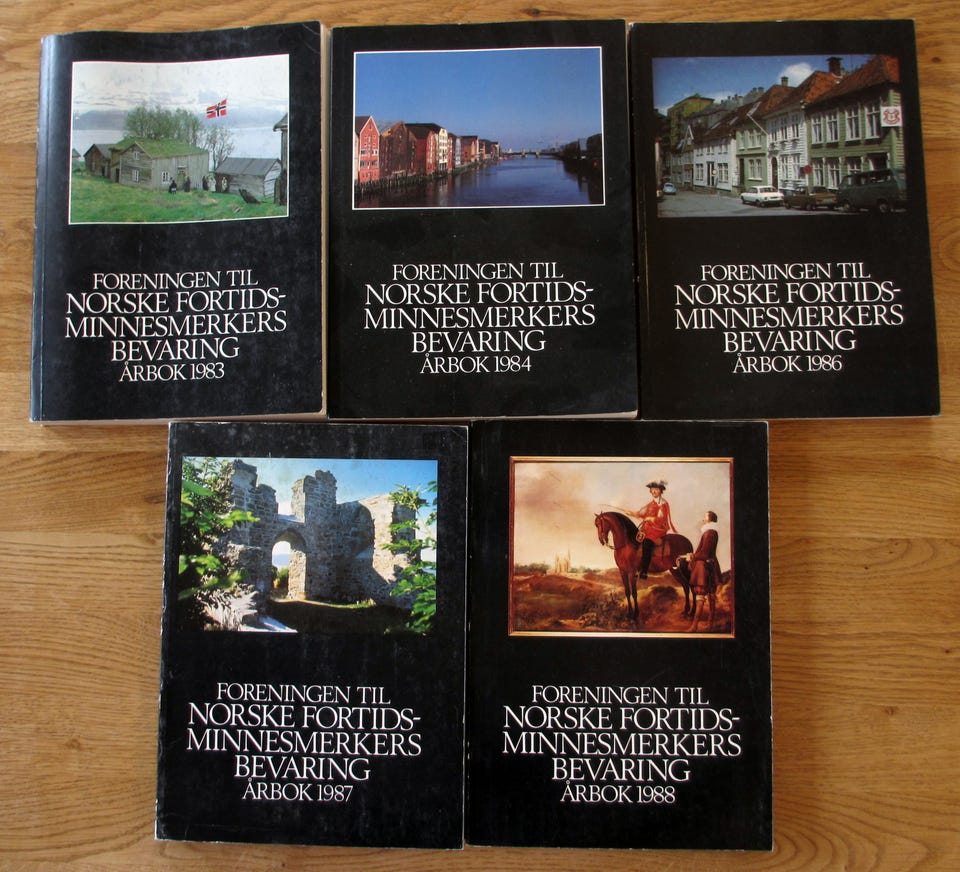 FORENINGEN TIL
NORSKE FORTIDS-
MINNESMERKERS
BEVARING
ÅRBOK 1983
FORENINGEN TIL
NORSKE FORTIDS-
MINNESMERKERS
BEVARING
ÅRBOK 1984
FORENINGEN TIL
NORSKE FORTIDS-
MINNESMERKERS
BEVARING
ÅRBOK 1986
FORENINGEN TIL
NORSKE FORTIDS-
MINNESMERKERS
BEVARING
ÅRBOK 1987
FORENINGEN TIL
NORSKE FORTIDS-
MINNESMERKERS
BEVARING
ÅRBOK 1988